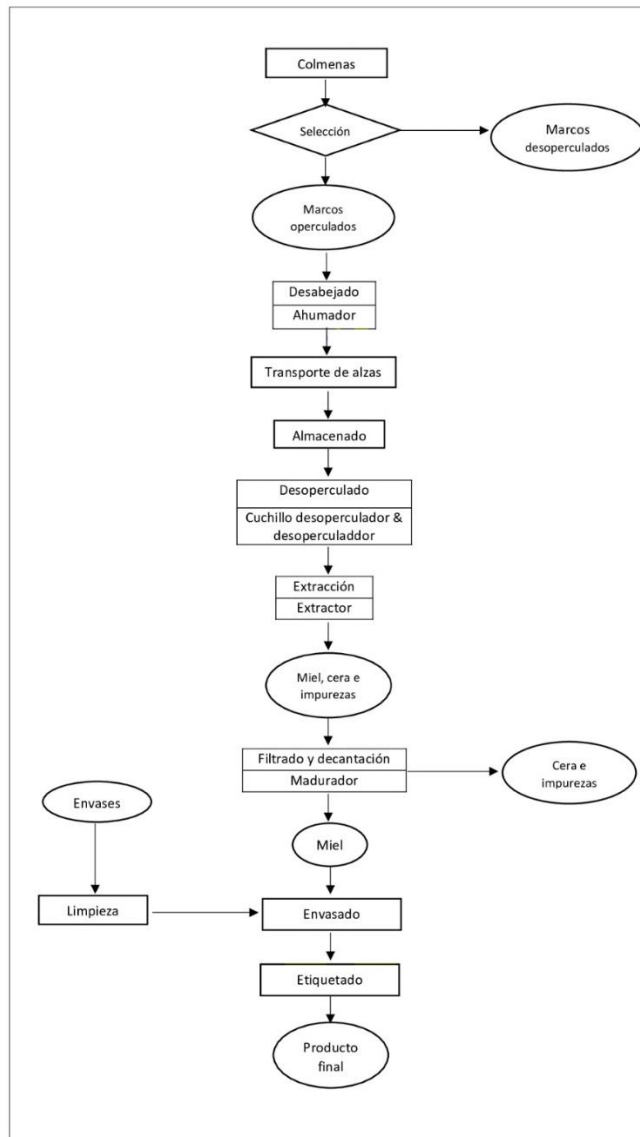 Colmenas
Selección
Marcos
desoperculados
Marcos
operculados
Desabejado
Ahumador
Transporte de alzas
Almacenado
Desoperculado
Cuchillo desoperculador &
desoperculaddor
Extracción
Extractor
Miel, cera e
impurezas
Filtrado y decantación
Madurador
Cera e
impurezas
Envases
Miel
Limpieza
Envasado
Etiquetado
Producto
final